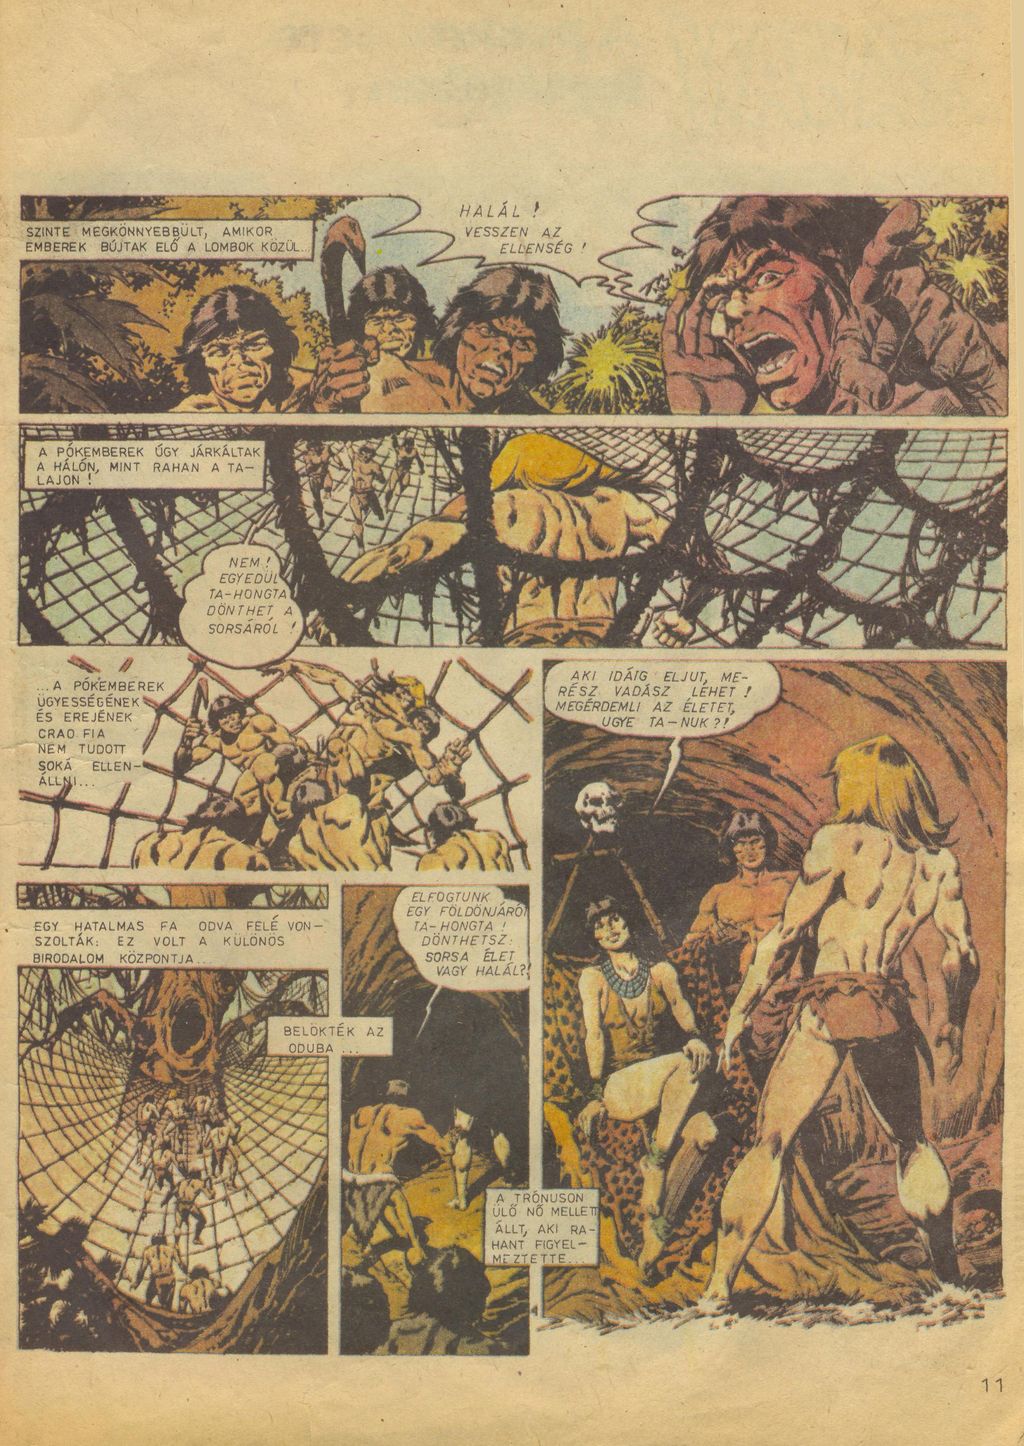 SZINTE MEGKÖNNYEBBÜLT, AMIKOR
EMBEREK BÚJTAK ELŐ A LOMBOK KÖZÜL...
HALÁL !
VESSZEN AZ
ELLENSÉG !
A PÓKEMBEREK ÚGY JÁRKÁLTAK
A HÁLÓN, MINT RAHAN A TA-
LAJON !
NEM !
EGYEDÜL
TA-HONGTA
DÖNTHET A
SORSÁRÓL !
...A PÓKEMBEREK
ÜGYESSÉGÉNEK
ÉS EREJÉNEK
CRAO FIA
NEM TUDOTT
SOKÁ ELLEN-
ÁLLNI...
EGY HATALMAS FA ODVA FELÉ VON-
SZOLTÁK: EZ VOLT A KÜLÖNÖS
BIRODALOM KÖZPONTJA...
BELÖKTÉK AZ
ODUBA ...
ELFOGTUNK
EGY FÖLDÖNJÁRÓT
TA-HONGTA !
DÖNTHETSZ:
SORSA ÉLET
VAGY HALÁL?!
AKI IDÁIG ELJUT, ME-
RÉSZ VADÁSZ LEHET !
MEGÉRDEMLI AZ ÉLETET,
UGYE TA-NUK ?!
A TRÓNUSON
ÜLŐ NŐ MELLETT
ÁLLT, AKI RA-
HANT FIGYEL-
MEZTETTE...
11